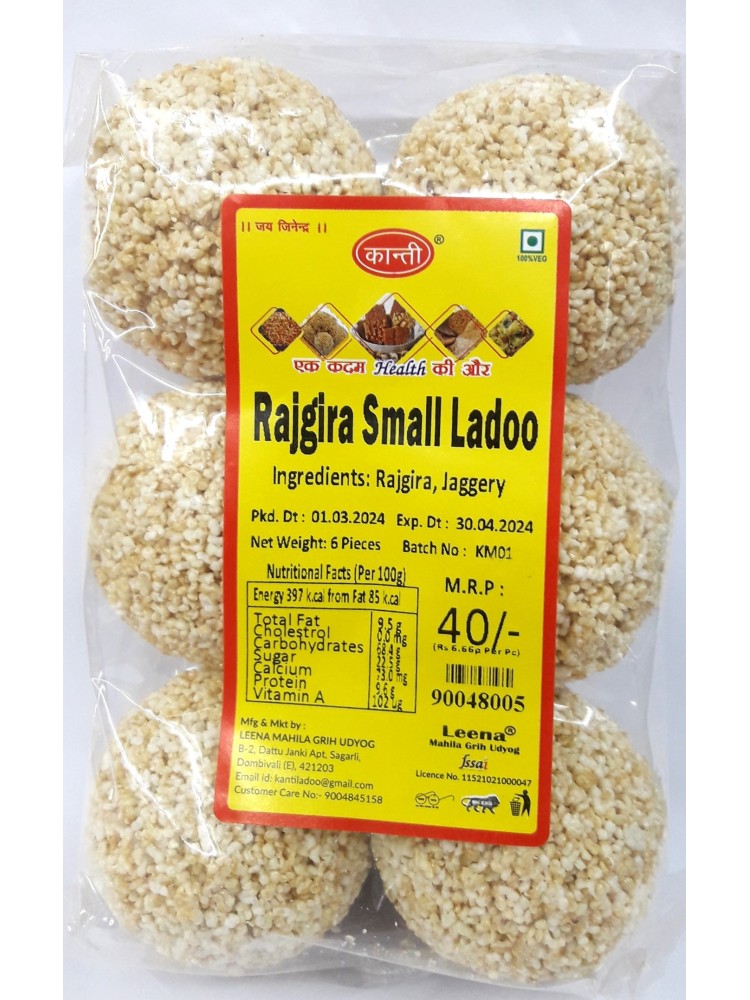 ।। जय जिनेन्द्र ।।
कान्ती ®
100%VEG
एक कदम Health की और
Rajgira Small Ladoo
Ingredients: Rajgira, Jaggery
Pkd. Dt : 01.03.2024 Exp. Dt : 30.04.2024
Net Weight: 6 Pieces Batch No : KM01
Nutritional Facts (Per 100g)
Energy 397 k.cal from Fat 85 k.cal
Total Fat 9.5g
Cholestrol
Carbohydrates
Sugar
Calcium
Protein
Vitamin A 102 µg
M.R.P :
40/-
(Rs 6.66p Per Pc)
90048005
Mfg & Mkt by :
LEENA MAHILA GRIH UDYOG
B-2, Dattu Janki Apt, Sagarli,
Dombivali (E), 421203
Email Id: kantiladoo@gmail.com
Customer Care No:- 9004845158
Leena®
Mahila Grih Udyog
fssai
Licence No. 11521021000047